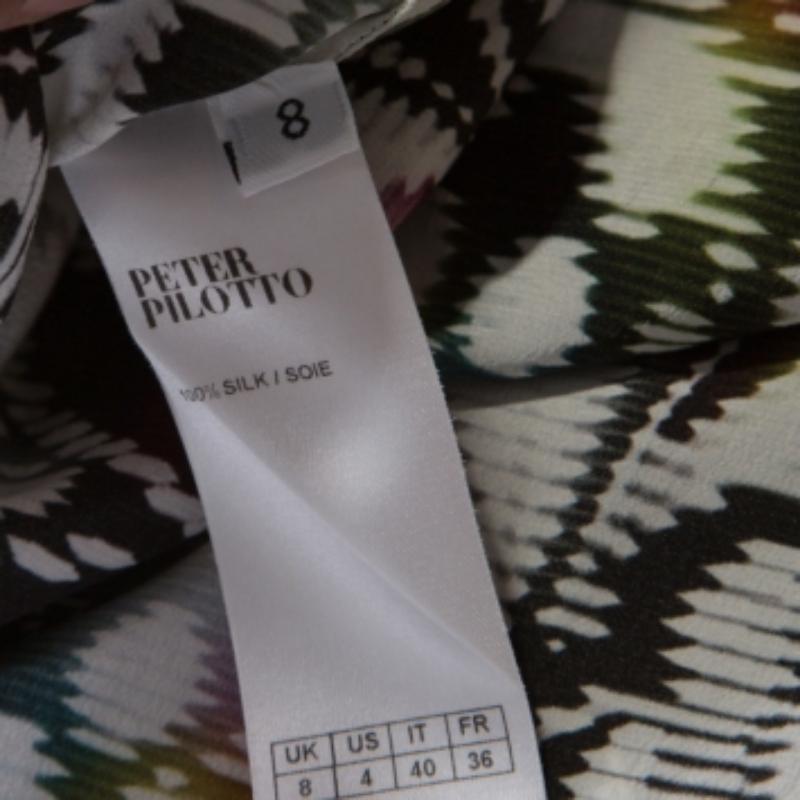 8
PETER
PILOTTO
100% SILK / SOIE
UK US IT FR
8 4 40 36